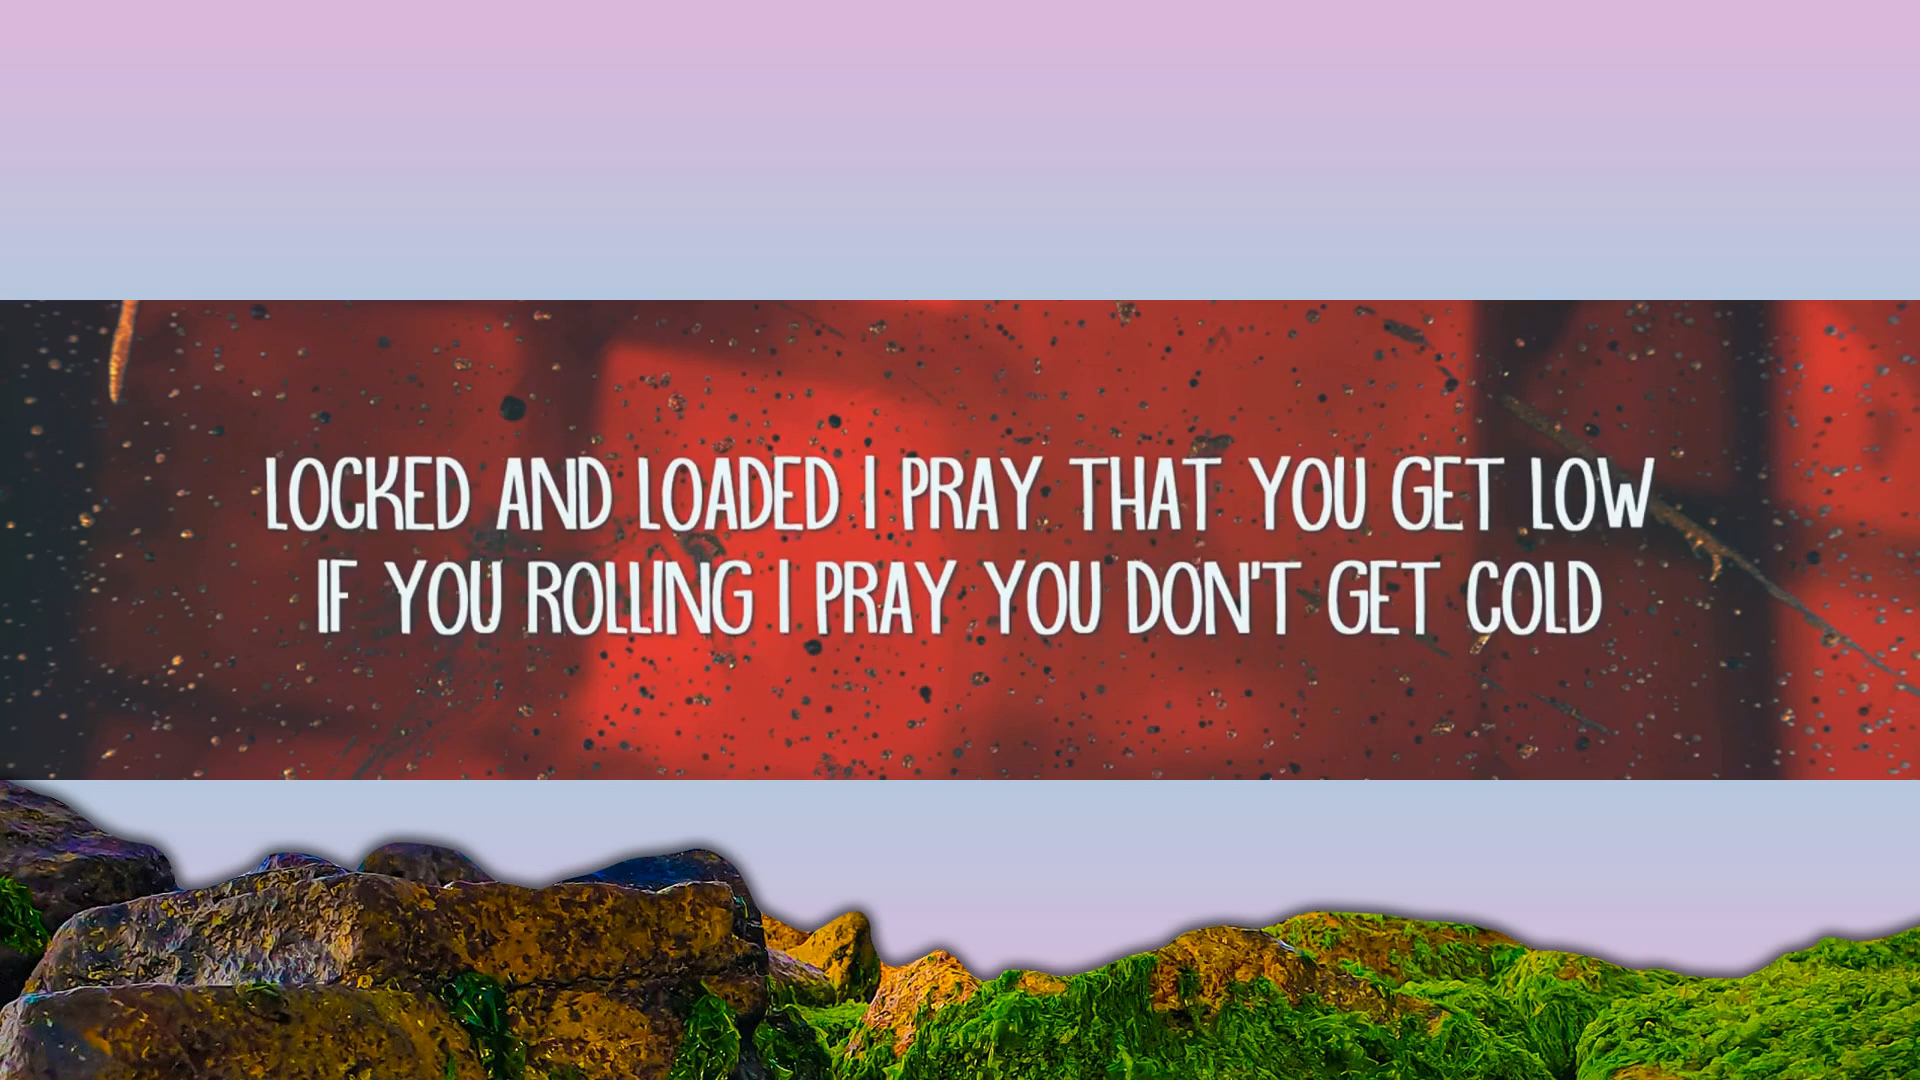 LOCKED AND LOADED I PRAY THAT YOU GET LOW
IF YOU ROLLING I PRAY YOU DON'T GET COLD